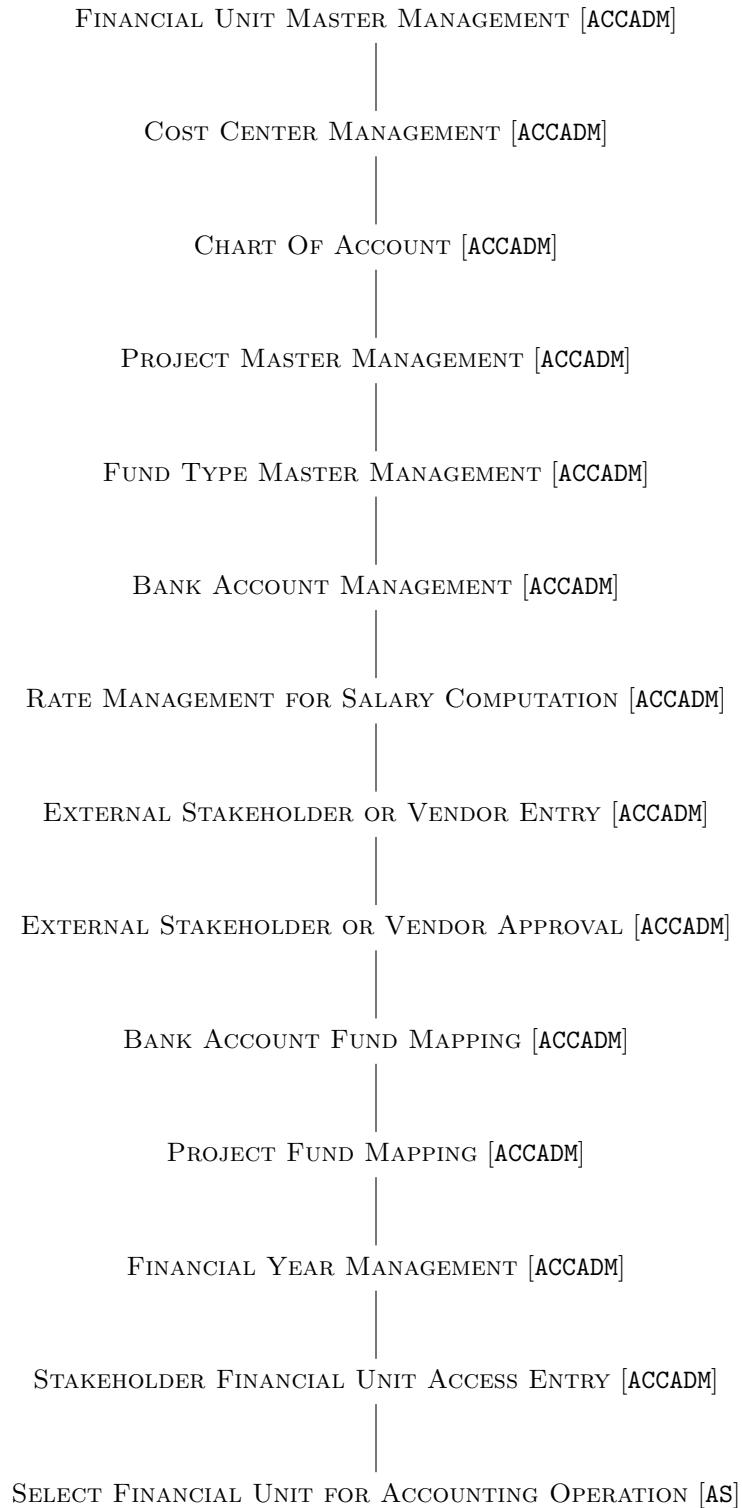 Financial Unit Master Management [ACCADM]
Cost Center Management [ACCADM]
Chart Of Account [ACCADM]
Project Master Management [ACCADM]
Fund Type Master Management [ACCADM]
Bank Account Management [ACCADM]
Rate Management for Salary Computation [ACCADM]
External Stakeholder or Vendor Entry [ACCADM]
External Stakeholder or Vendor Approval [ACCADM]
Bank Account Fund Mapping [ACCADM]
Project Fund Mapping [ACCADM]
Financial Year Management [ACCADM]
Stakeholder Financial Unit Access Entry [ACCADM]
Select Financial Unit for Accounting Operation [AS]